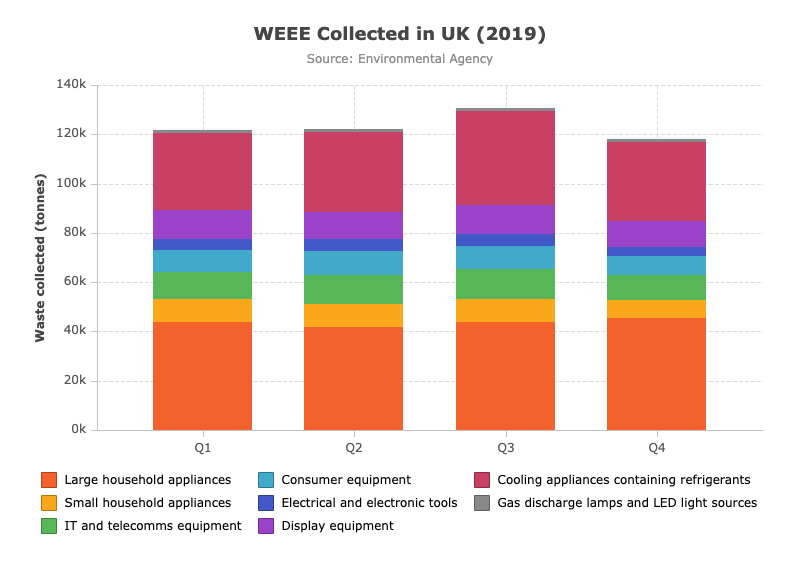 WEEE Collected in UK (2019)
Source: Environmental Agency
Waste collected (tonnes)
140k
120k
100k
80k
60k
40k
20k
0k
Q1 Q2 Q3 Q4
Large household appliances Consumer equipment Cooling appliances containing refrigerants
Small household appliances Electrical and electronic tools Gas discharge lamps and LED light sources
IT and telecomms equipment Display equipment